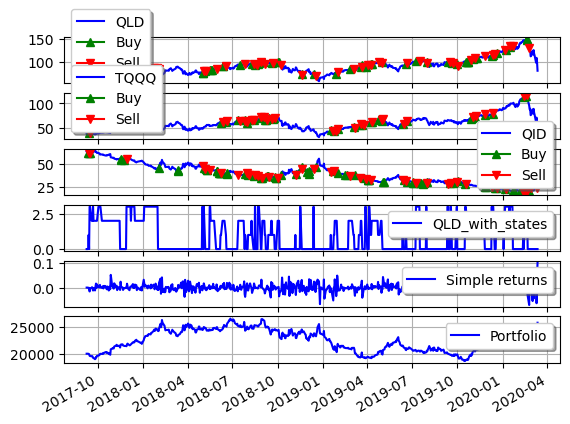 QLD
Buy
Sell
150
100
TQQQ
Buy
Sell
100
50
QID
Buy
Sell
50
25
QLD_with_states
2.5
0.0
Simple returns
0.1
0.0
Portfolio
25000
20000
2017-10 2018-01 2018-04 2018-07 2018-10 2019-01 2019-04 2019-07 2019-10 2020-01 2020-04